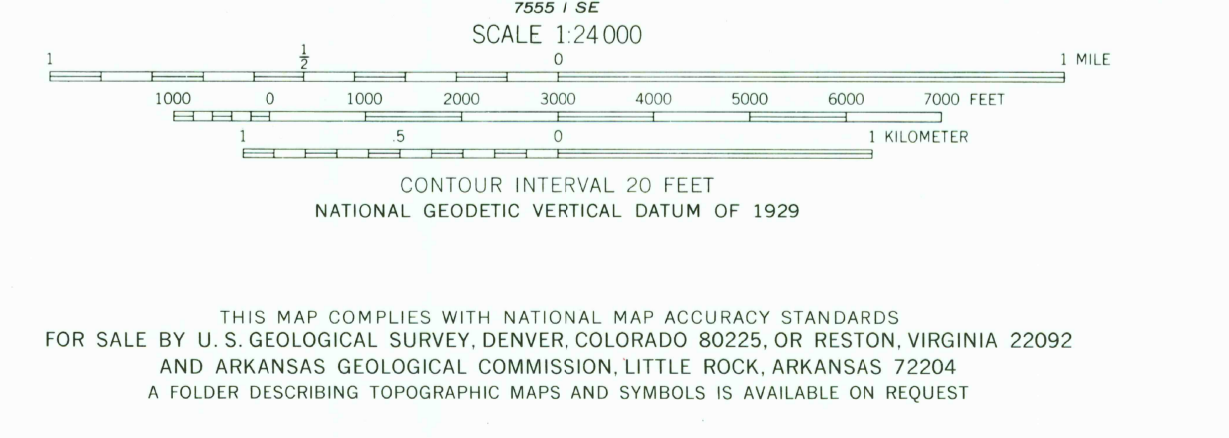 7555 I SE
SCALE 1:24 000
1 1/2 0 1 MILE
1000 0 1000 2000 3000 4000 5000 6000 7000 FEET
1 .5 0 1 KILOMETER
CONTOUR INTERVAL 20 FEET
NATIONAL GEODETIC VERTICAL DATUM OF 1929
THIS MAP COMPLIES WITH NATIONAL MAP ACCURACY STANDARDS
FOR SALE BY U. S. GEOLOGICAL SURVEY, DENVER, COLORADO 80225, OR RESTON, VIRGINIA 22092
AND ARKANSAS GEOLOGICAL COMMISSION, LITTLE ROCK, ARKANSAS 72204
A FOLDER DESCRIBING TOPOGRAPHIC MAPS AND SYMBOLS IS AVAILABLE ON REQUEST